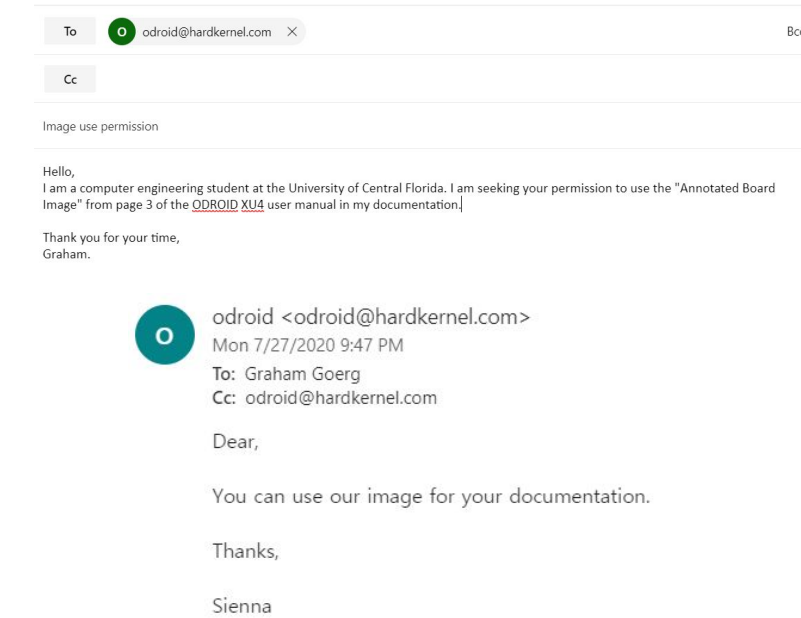 To O odroid@hardkernel.com ×
Cc
Image use permission
Hello,
I am a computer engineering student at the University of Central Florida. I am seeking your permission to use the "Annotated Board
Image" from page 3 of the ODROID XU4 user manual in my documentation.
Thank you for your time,
Graham.
O
odroid <odroid@hardkernel.com>
Mon 7/27/2020 9:47 PM
To: Graham Goerg
Cc: odroid@hardkernel.com
Dear,
You can use our image for your documentation.
Thanks,
Sienna